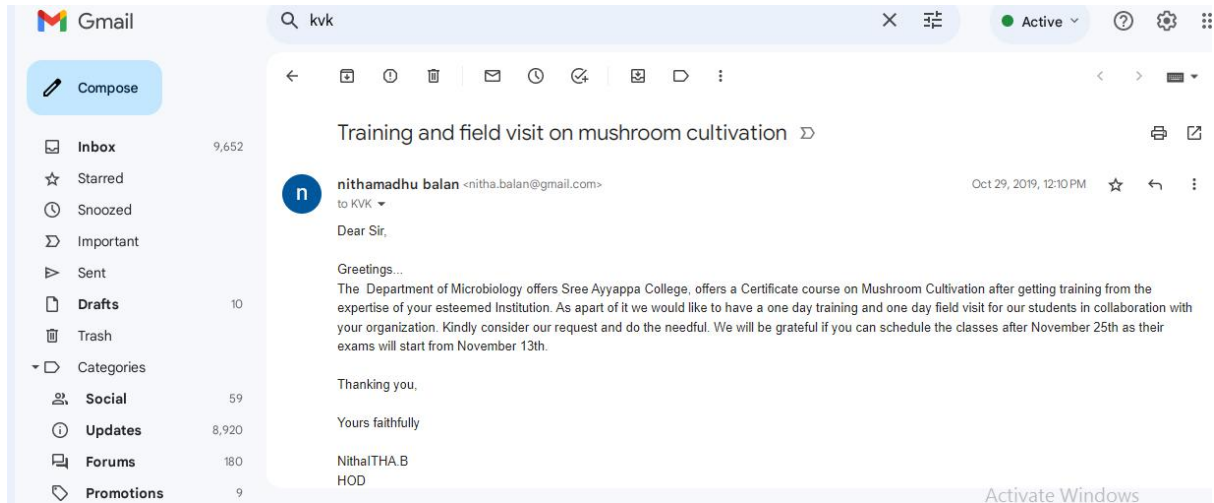 Gmail
kvk
Active
Compose
Training and field visit on mushroom cultivation
Inbox 9,652
Starred
Snoozed
Important
Sent
Drafts 10
Trash
Categories
Social 59
Updates 8,920
Forums 180
Promotions 9
n
nithamadhu balan <nitha.balan@gmail.com>
Oct 29, 2019, 12:10 PM
to KVK
Dear Sir,
Greetings...
The Department of Microbiology offers Sree Ayyappa College, offers a Certificate course on Mushroom Cultivation after getting training from the
expertise of your esteemed Institution. As apart of it we would like to have a one day training and one day field visit for our students in collaboration with
your organization. Kindly consider our request and do the needful. We will be grateful if you can schedule the classes after November 25th as their
exams will start from November 13th.
Thanking you,
Yours faithfully
NithaITHA.B
HOD
Activate Windows